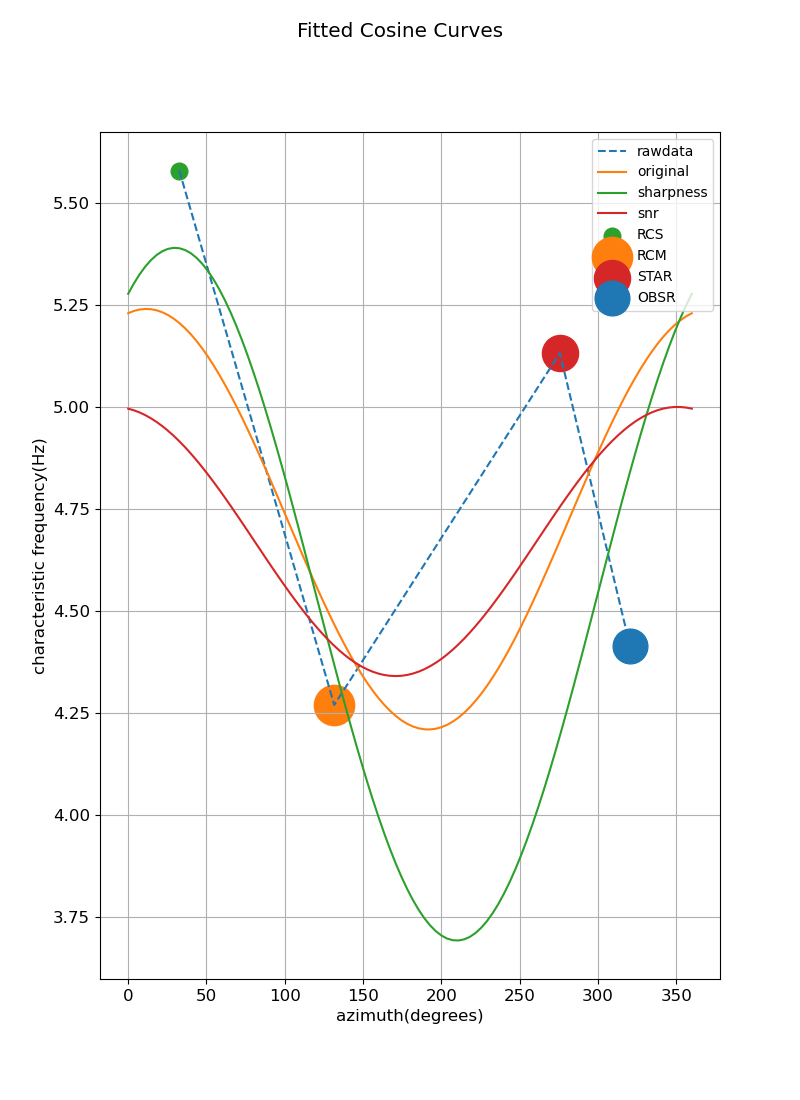 Fitted Cosine Curves
rawdata
original
sharpness
snr
RCS
RCM
STAR
OBSR
characteristic frequency(Hz)
5.50
5.25
5.00
4.75
4.50
4.25
4.00
3.75
0 50 100 150 200 250 300 350
azimuth(degrees)